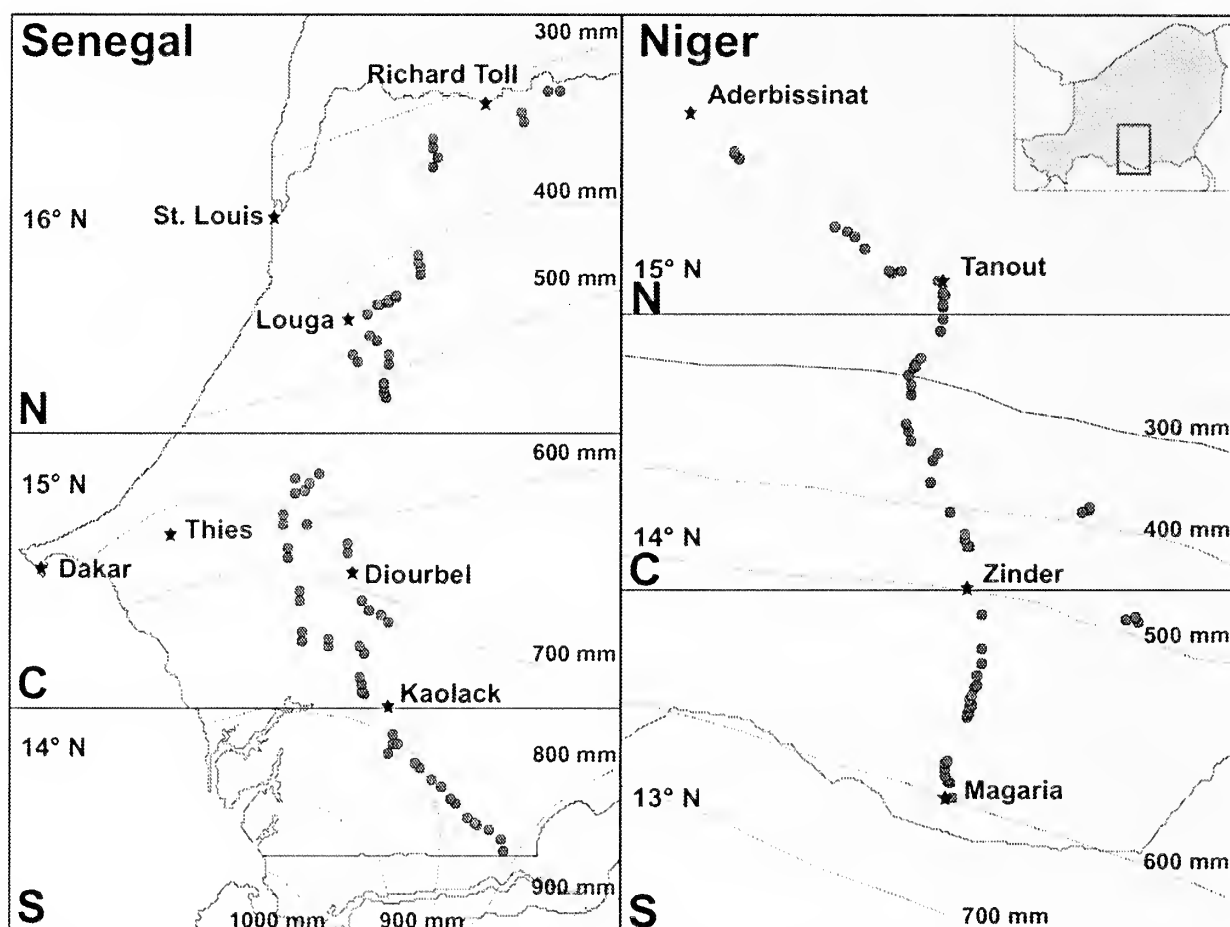 Senegal
300 mm
Richard Toll
400 mm
16° N
St. Louis
500 mm
Louga
N
600 mm
15° N
Thies
Dakar
Diourbel
700 mm
C
Kaolack
14° N
800 mm
900 mm
S
1000 mm
900 mm
Niger
Aderbissinat
15° N
Tanout
N
300 mm
400 mm
14° N
C
Zinder
500 mm
13° N
Magaria
600 mm
S
700 mm